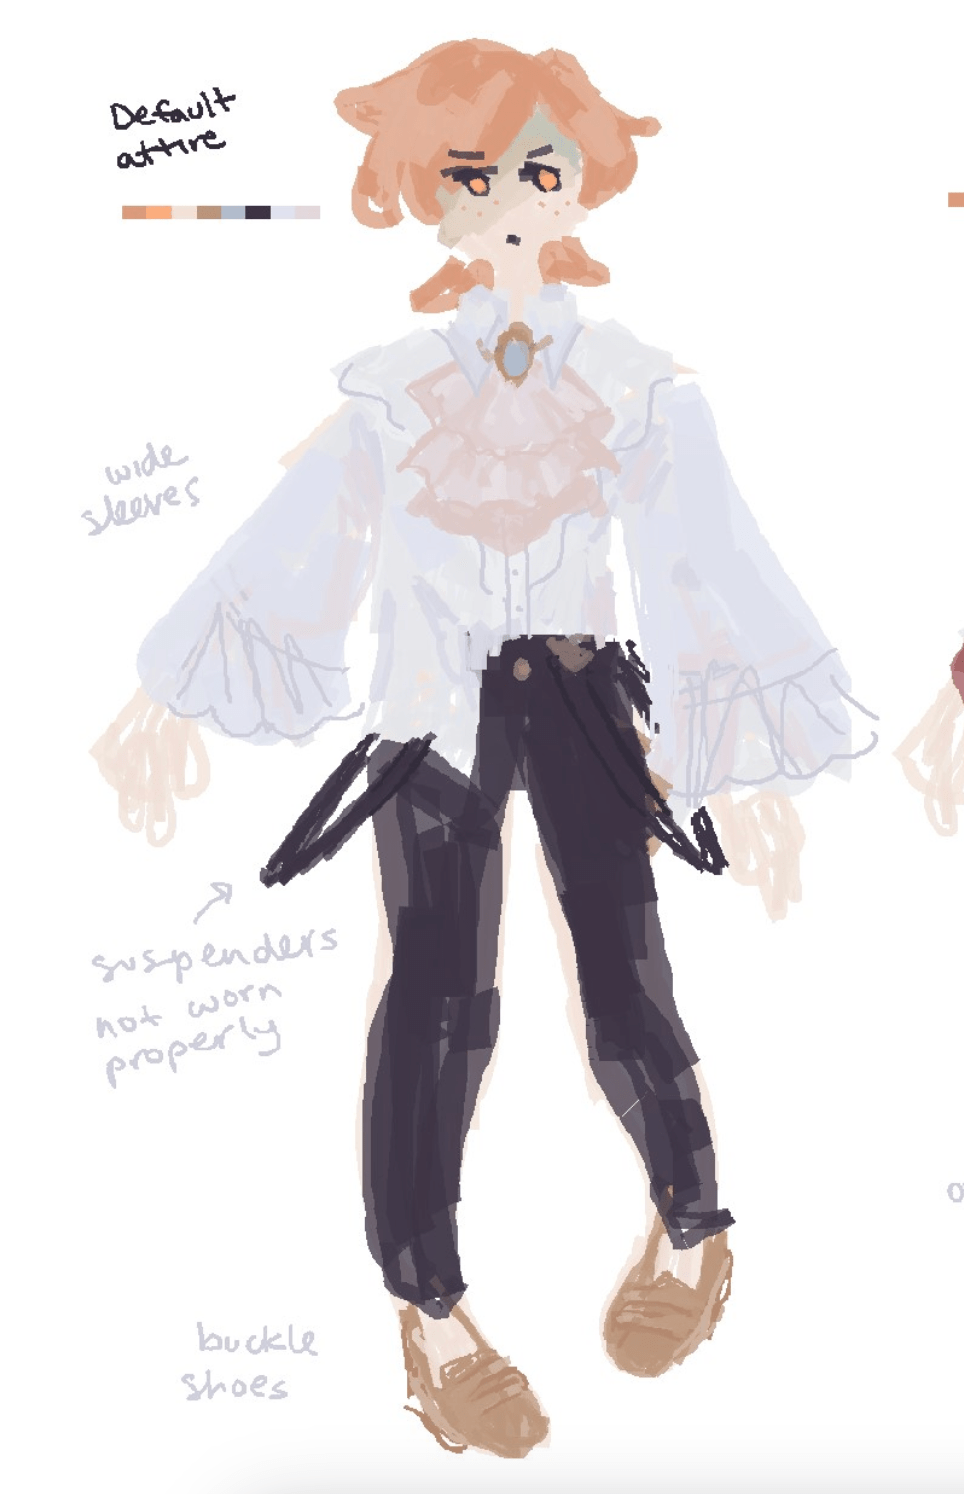 Default
attire
wide
sleeves
suspenders
not worn
properly
buckle
shoes